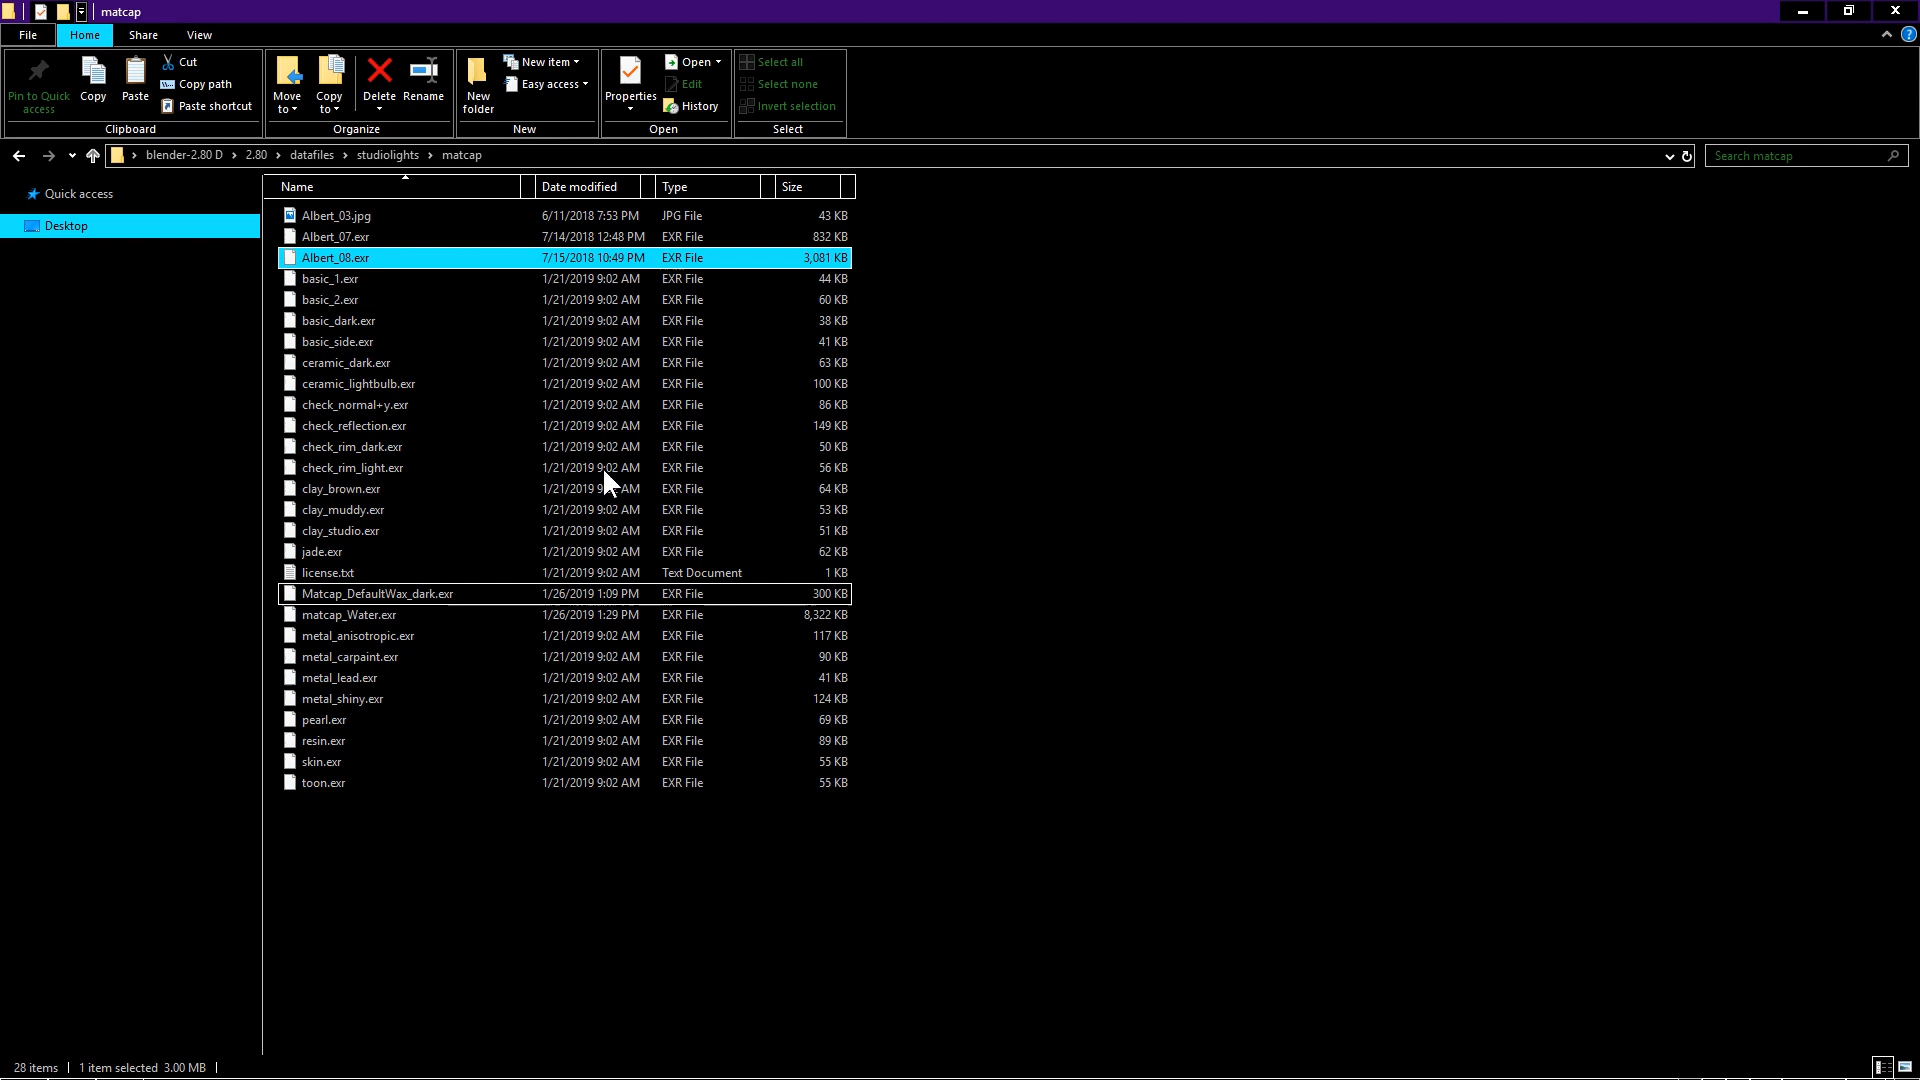 matcap
File Home Share View
Pin to Quick access
Copy
Paste
Cut
Copy path
Paste shortcut
Clipboard
Move to
Copy to
Delete
Rename
Organize
New folder
New item
Easy access
New
Properties
Open
Edit
History
Open
Select all
Select none
Invert selection
Select
blender-2.80 D › 2.80 › datafiles › studiolights › matcap
Search matcap
Quick access
Desktop
Name Date modified Type Size
Albert_03.jpg 6/11/2018 7:53 PM JPG File 43 KB
Albert_07.exr 7/14/2018 12:48 PM EXR File 832 KB
Albert_08.exr 7/15/2018 10:49 PM EXR File 3,081 KB
basic_1.exr 1/21/2019 9:02 AM EXR File 44 KB
basic_2.exr 1/21/2019 9:02 AM EXR File 60 KB
basic_dark.exr 1/21/2019 9:02 AM EXR File 38 KB
basic_side.exr 1/21/2019 9:02 AM EXR File 41 KB
ceramic_dark.exr 1/21/2019 9:02 AM EXR File 63 KB
ceramic_lightbulb.exr 1/21/2019 9:02 AM EXR File 100 KB
check_normal+y.exr 1/21/2019 9:02 AM EXR File 86 KB
check_reflection.exr 1/21/2019 9:02 AM EXR File 149 KB
check_rim_dark.exr 1/21/2019 9:02 AM EXR File 50 KB
check_rim_light.exr 1/21/2019 9:02 AM EXR File 56 KB
clay_brown.exr 1/21/2019 AM EXR File 64 KB
clay_muddy.exr 1/21/2019 9:02 AM EXR File 53 KB
clay_studio.exr 1/21/2019 9:02 AM EXR File 51 KB
jade.exr 1/21/2019 9:02 AM EXR File 62 KB
license.txt 1/21/2019 9:02 AM Text Document 1 KB
Matcap_DefaultWax_dark.exr 1/26/2019 1:09 PM EXR File 300 KB
matcap_Water.exr 1/26/2019 1:29 PM EXR File 8,322 KB
metal_anisotropic.exr 1/21/2019 9:02 AM EXR File 117 KB
metal_carpaint.exr 1/21/2019 9:02 AM EXR File 90 KB
metal_lead.exr 1/21/2019 9:02 AM EXR File 41 KB
metal_shiny.exr 1/21/2019 9:02 AM EXR File 124 KB
pearl.exr 1/21/2019 9:02 AM EXR File 69 KB
resin.exr 1/21/2019 9:02 AM EXR File 89 KB
skin.exr 1/21/2019 9:02 AM EXR File 55 KB
toon.exr 1/21/2019 9:02 AM EXR File 55 KB
28 items 1 item selected 3.00 MB